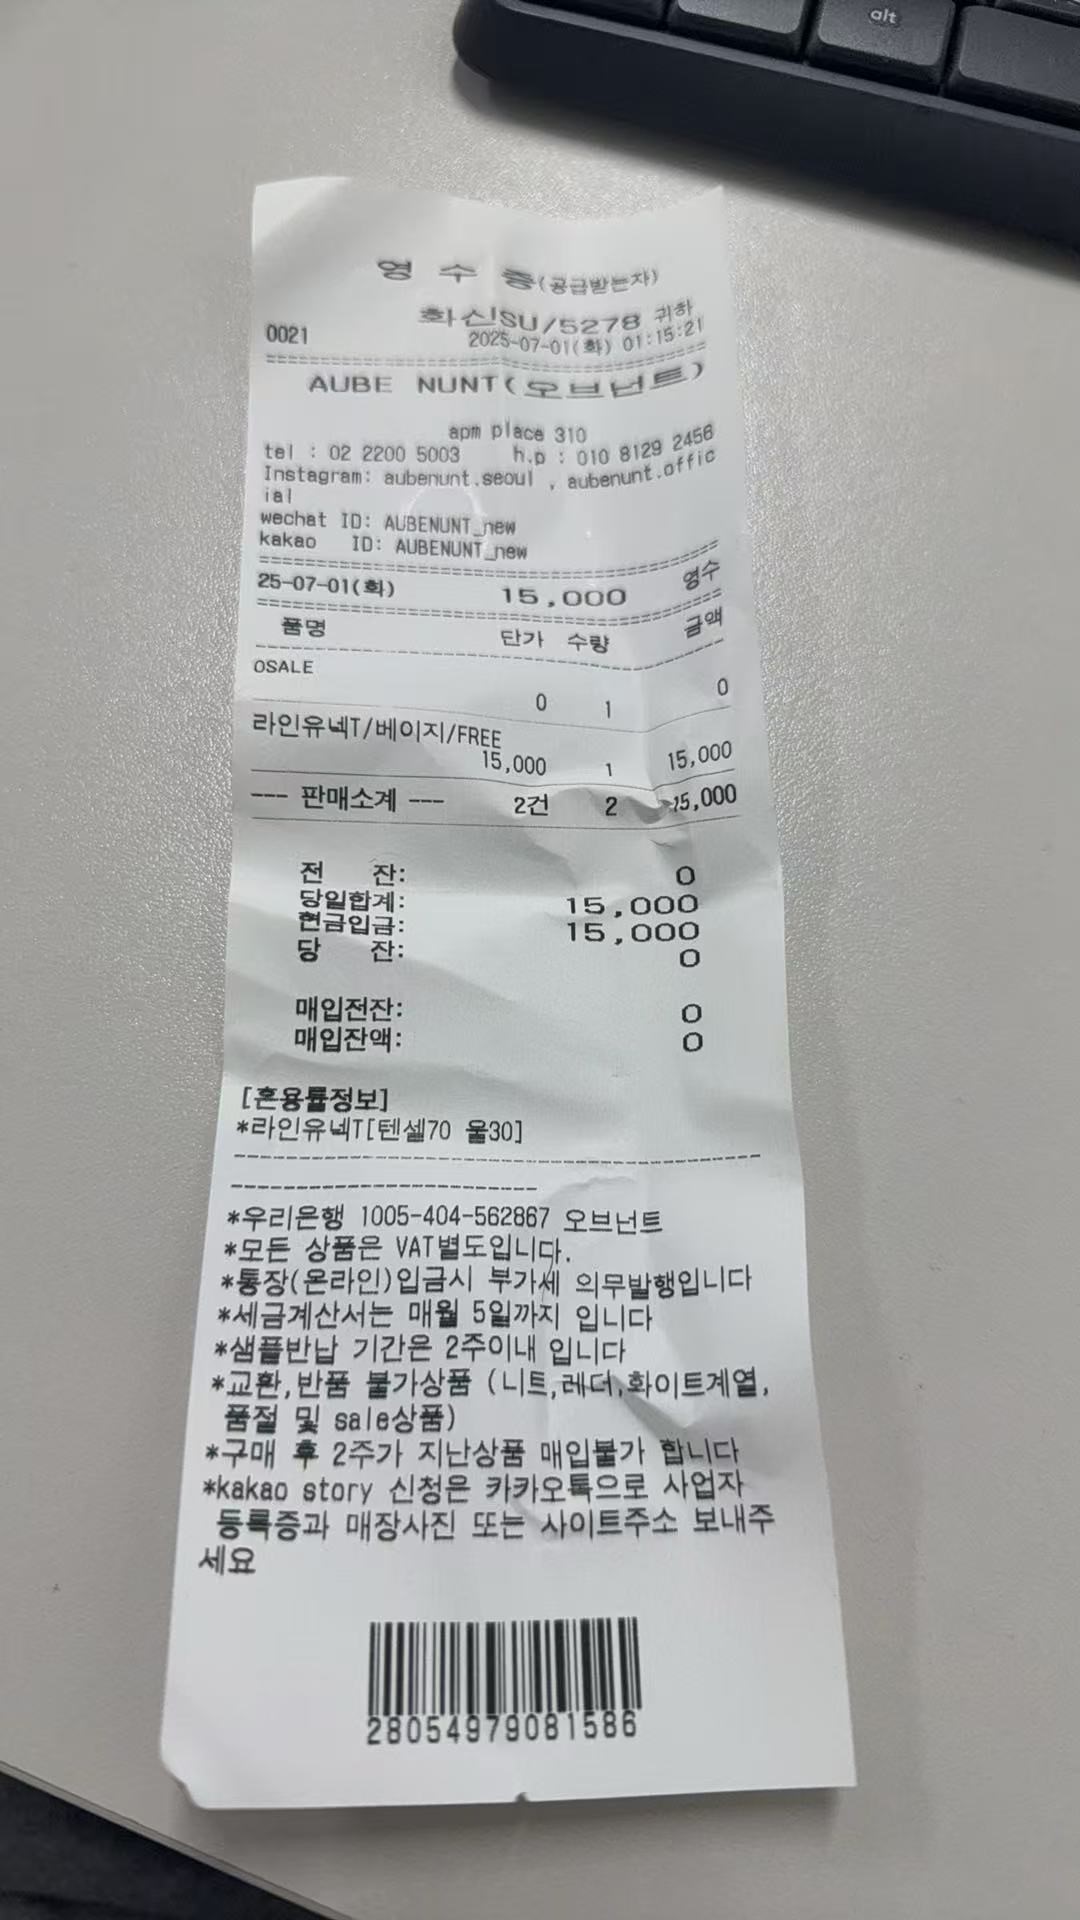 alt
영 수 증(공급받는자)
화신SU/5278 귀하
0021 2025-07-01(화) 01:15:21
AUBE NUNT(오브넌트)
apm place 310
tel : 02 2200 5003 h.p : 010 8129 2456
Instagram: aubenunt.seoul , aubenunt.offic
ial
wechat ID: AUBENUNT_new
kakao ID: AUBENUNT_new
25-07-01(화) 15,000 영수
품명 단가 수량 금액
OSALE
0 1 0
라인유넥T/베이지/FREE
15,000 1 15,000
--- 판매소계 --- 2건 2 15,000
전 잔: 0
당일합계: 15,000
현금입금: 15,000
당 잔: 0
매입전잔: 0
매입잔액: 0
[혼용률정보]
*라인유넥T[텐셀70 울30]
*우리은행 1005-404-562867 오브넌트
*모든 상품은 VAT별도입니다.
*통장(온라인)입금시 부가세 의무발행입니다
*세금계산서는 매월 5일까지 입니다
*샘플반납 기간은 2주이내 입니다
*교환,반품 불가상품 (니트,레더,화이트계열,
품절 및 sale상품)
*구매 후 2주가 지난상품 매입불가 합니다
*kakao story 신청은 카카오톡으로 사업자
등록증과 매장사진 또는 사이트주소 보내주
세요
28054979081586